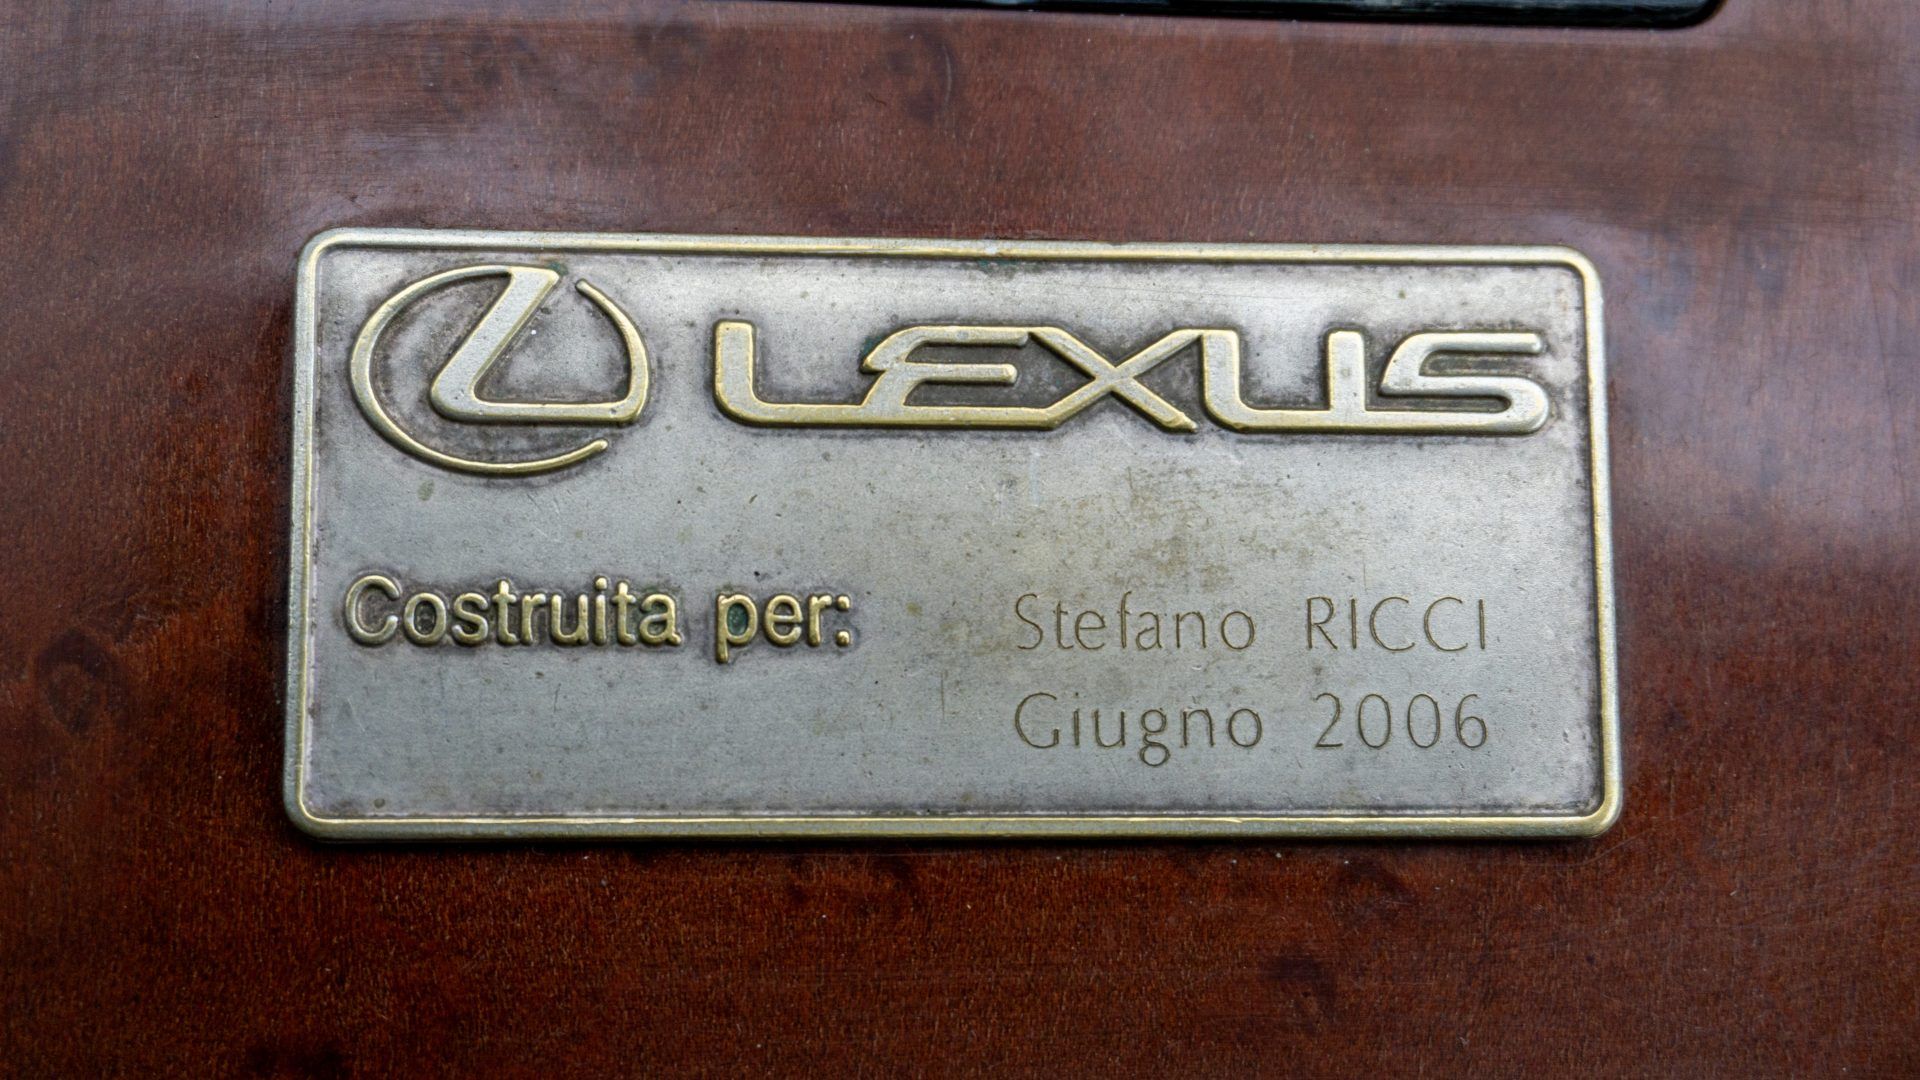 LEXUS
Costruita per: Stefano RICCI
Giugno 2006